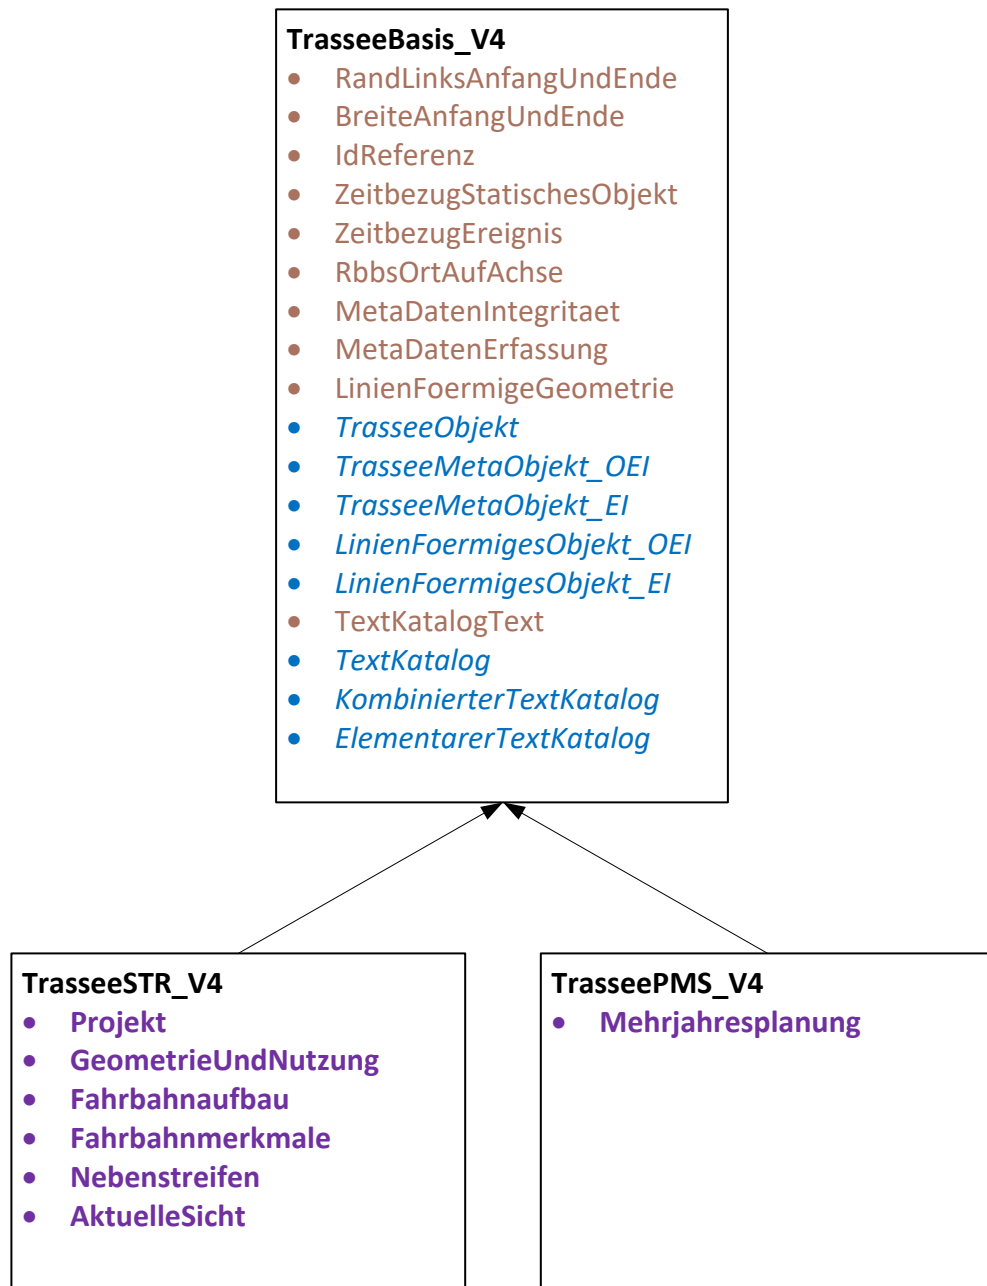 TrasseeBasis_V4
• RandLinksAnfangUndEnde
• BreiteAnfangUndEnde
• IdReferenz
• ZeitbezugStatischesObjekt
• ZeitbezugEreignis
• RbbsOrtAufAchse
• MetaDatenIntegritaet
• MetaDatenErfassung
• LinienFoermigeGeometrie
• TrasseeObjekt
• TrasseeMetaObjekt_OEI
• TrasseeMetaObjekt_EI
• LinienFoermigesObjekt_OEI
• LinienFoermigesObjekt_EI
• TextKatalogText
• TextKatalog
• KombinierterTextKatalog
• ElementarerTextKatalog
TrasseeSTR_V4
• Projekt
• GeometrieUndNutzung
• Fahrbahnaufbau
• Fahrbahnmerkmale
• Nebenstreifen
• AktuelleSicht
TrasseePMS_V4
• Mehrjahresplanung